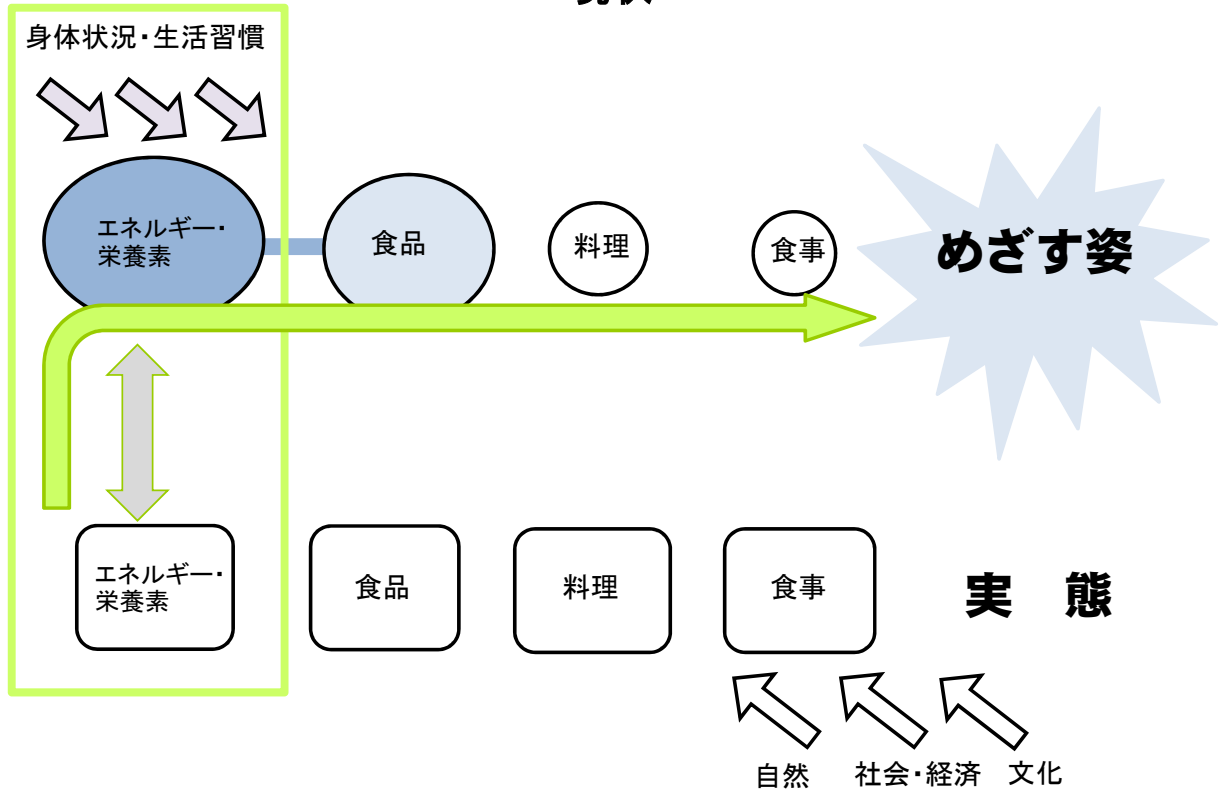 身体状況・生活習慣
エネルギー・
栄養素
食品
料理
食事
めざす姿
エネルギー・
栄養素
食品
料理
食事
実　態
自然
社会・経済
文化